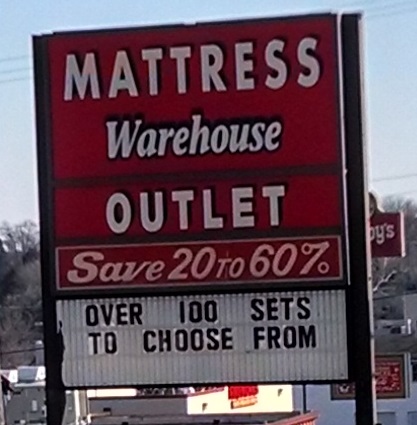 MATTRESS
Warehouse
OUTLET
Save 20 TO 60%
OVER 100 SETS
TO CHOOSE FROM